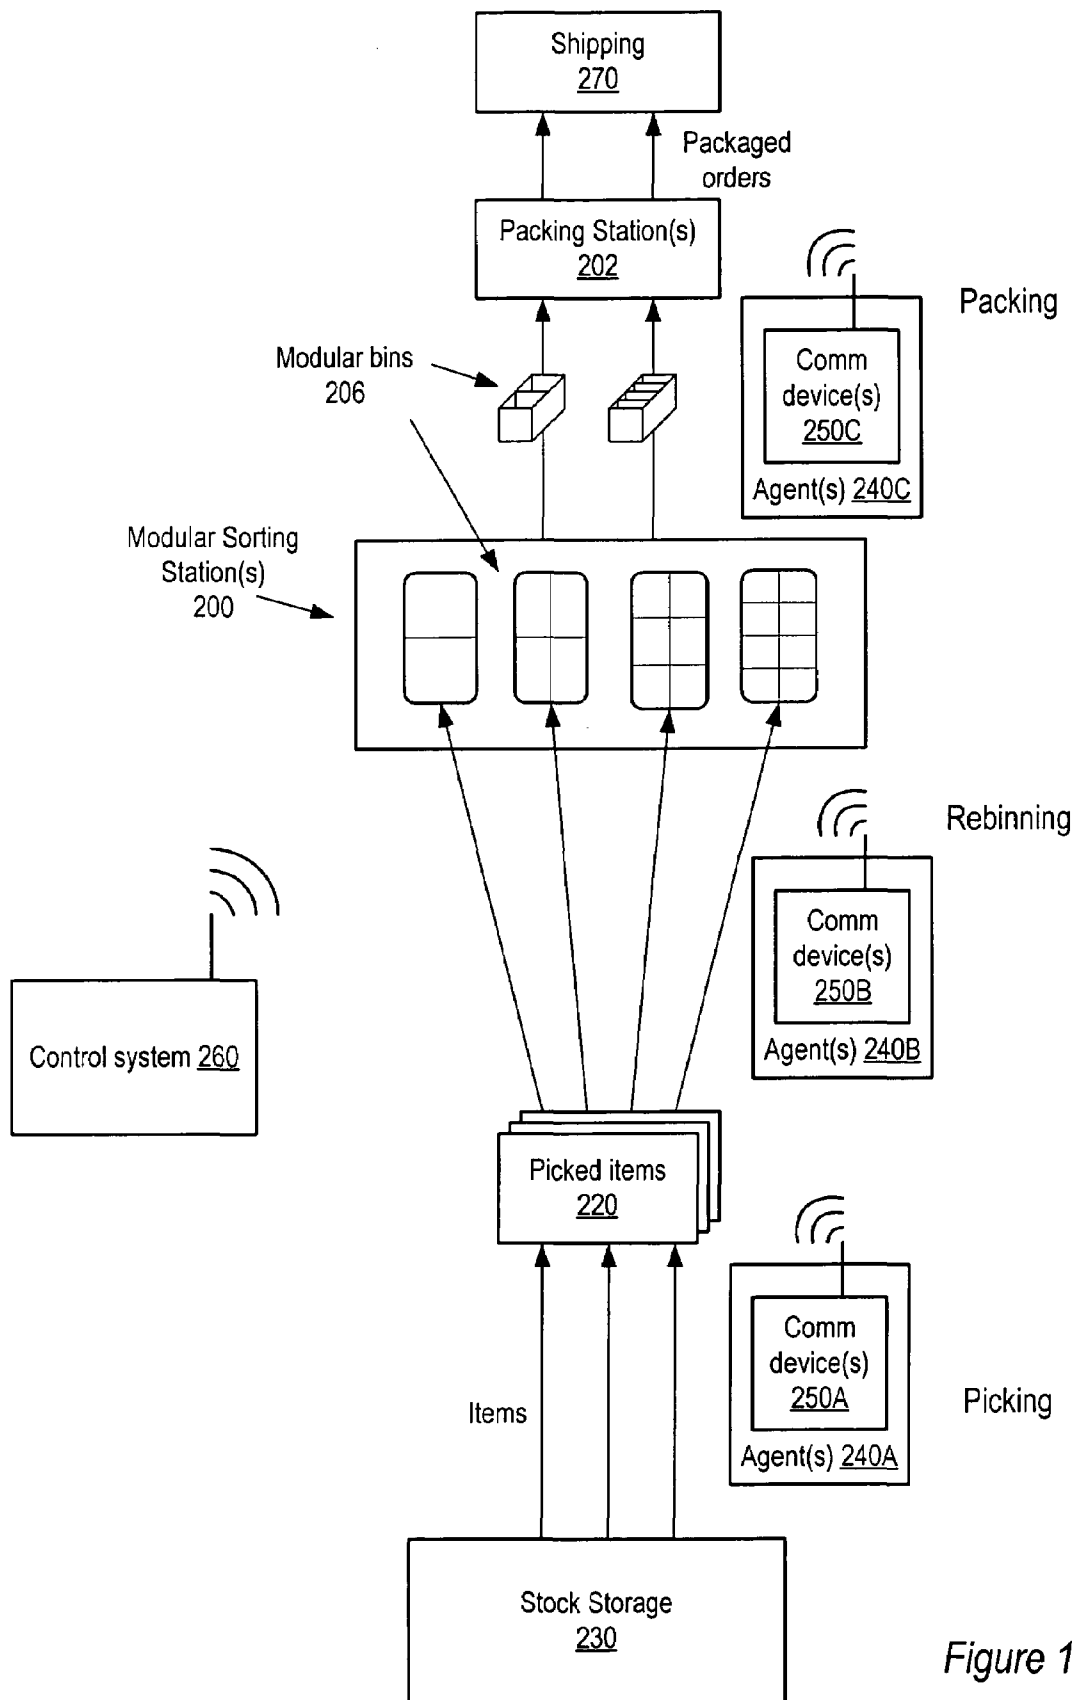 Shipping
270
Packaged
orders
Packing Station(s)
202
Packing
Modular bins
206
Comm
device(s)
250C
Agent(s) 240C
Modular Sorting
Station(s)
200
Rebinning
Comm
device(s)
250B
Agent(s) 240B
Control system 260
Picked items
220
Comm
device(s)
250A
Agent(s) 240A
Picking
Items
Stock Storage
230
Figure 1